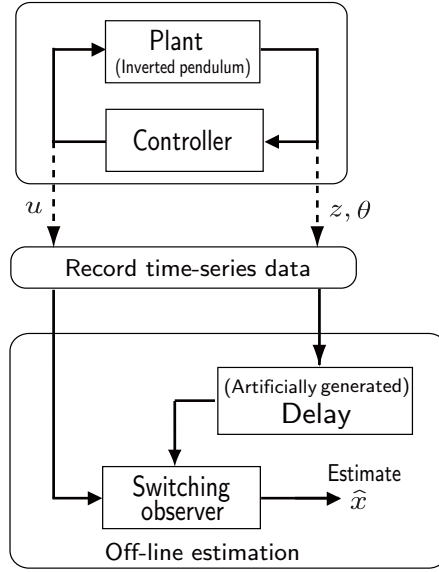 Plant
(Inverted pendulum)
Controller
u
z, θ
Record time-series data
(Artificially generated)
Delay
Switching
observer
Estimate
x̂
Off-line estimation